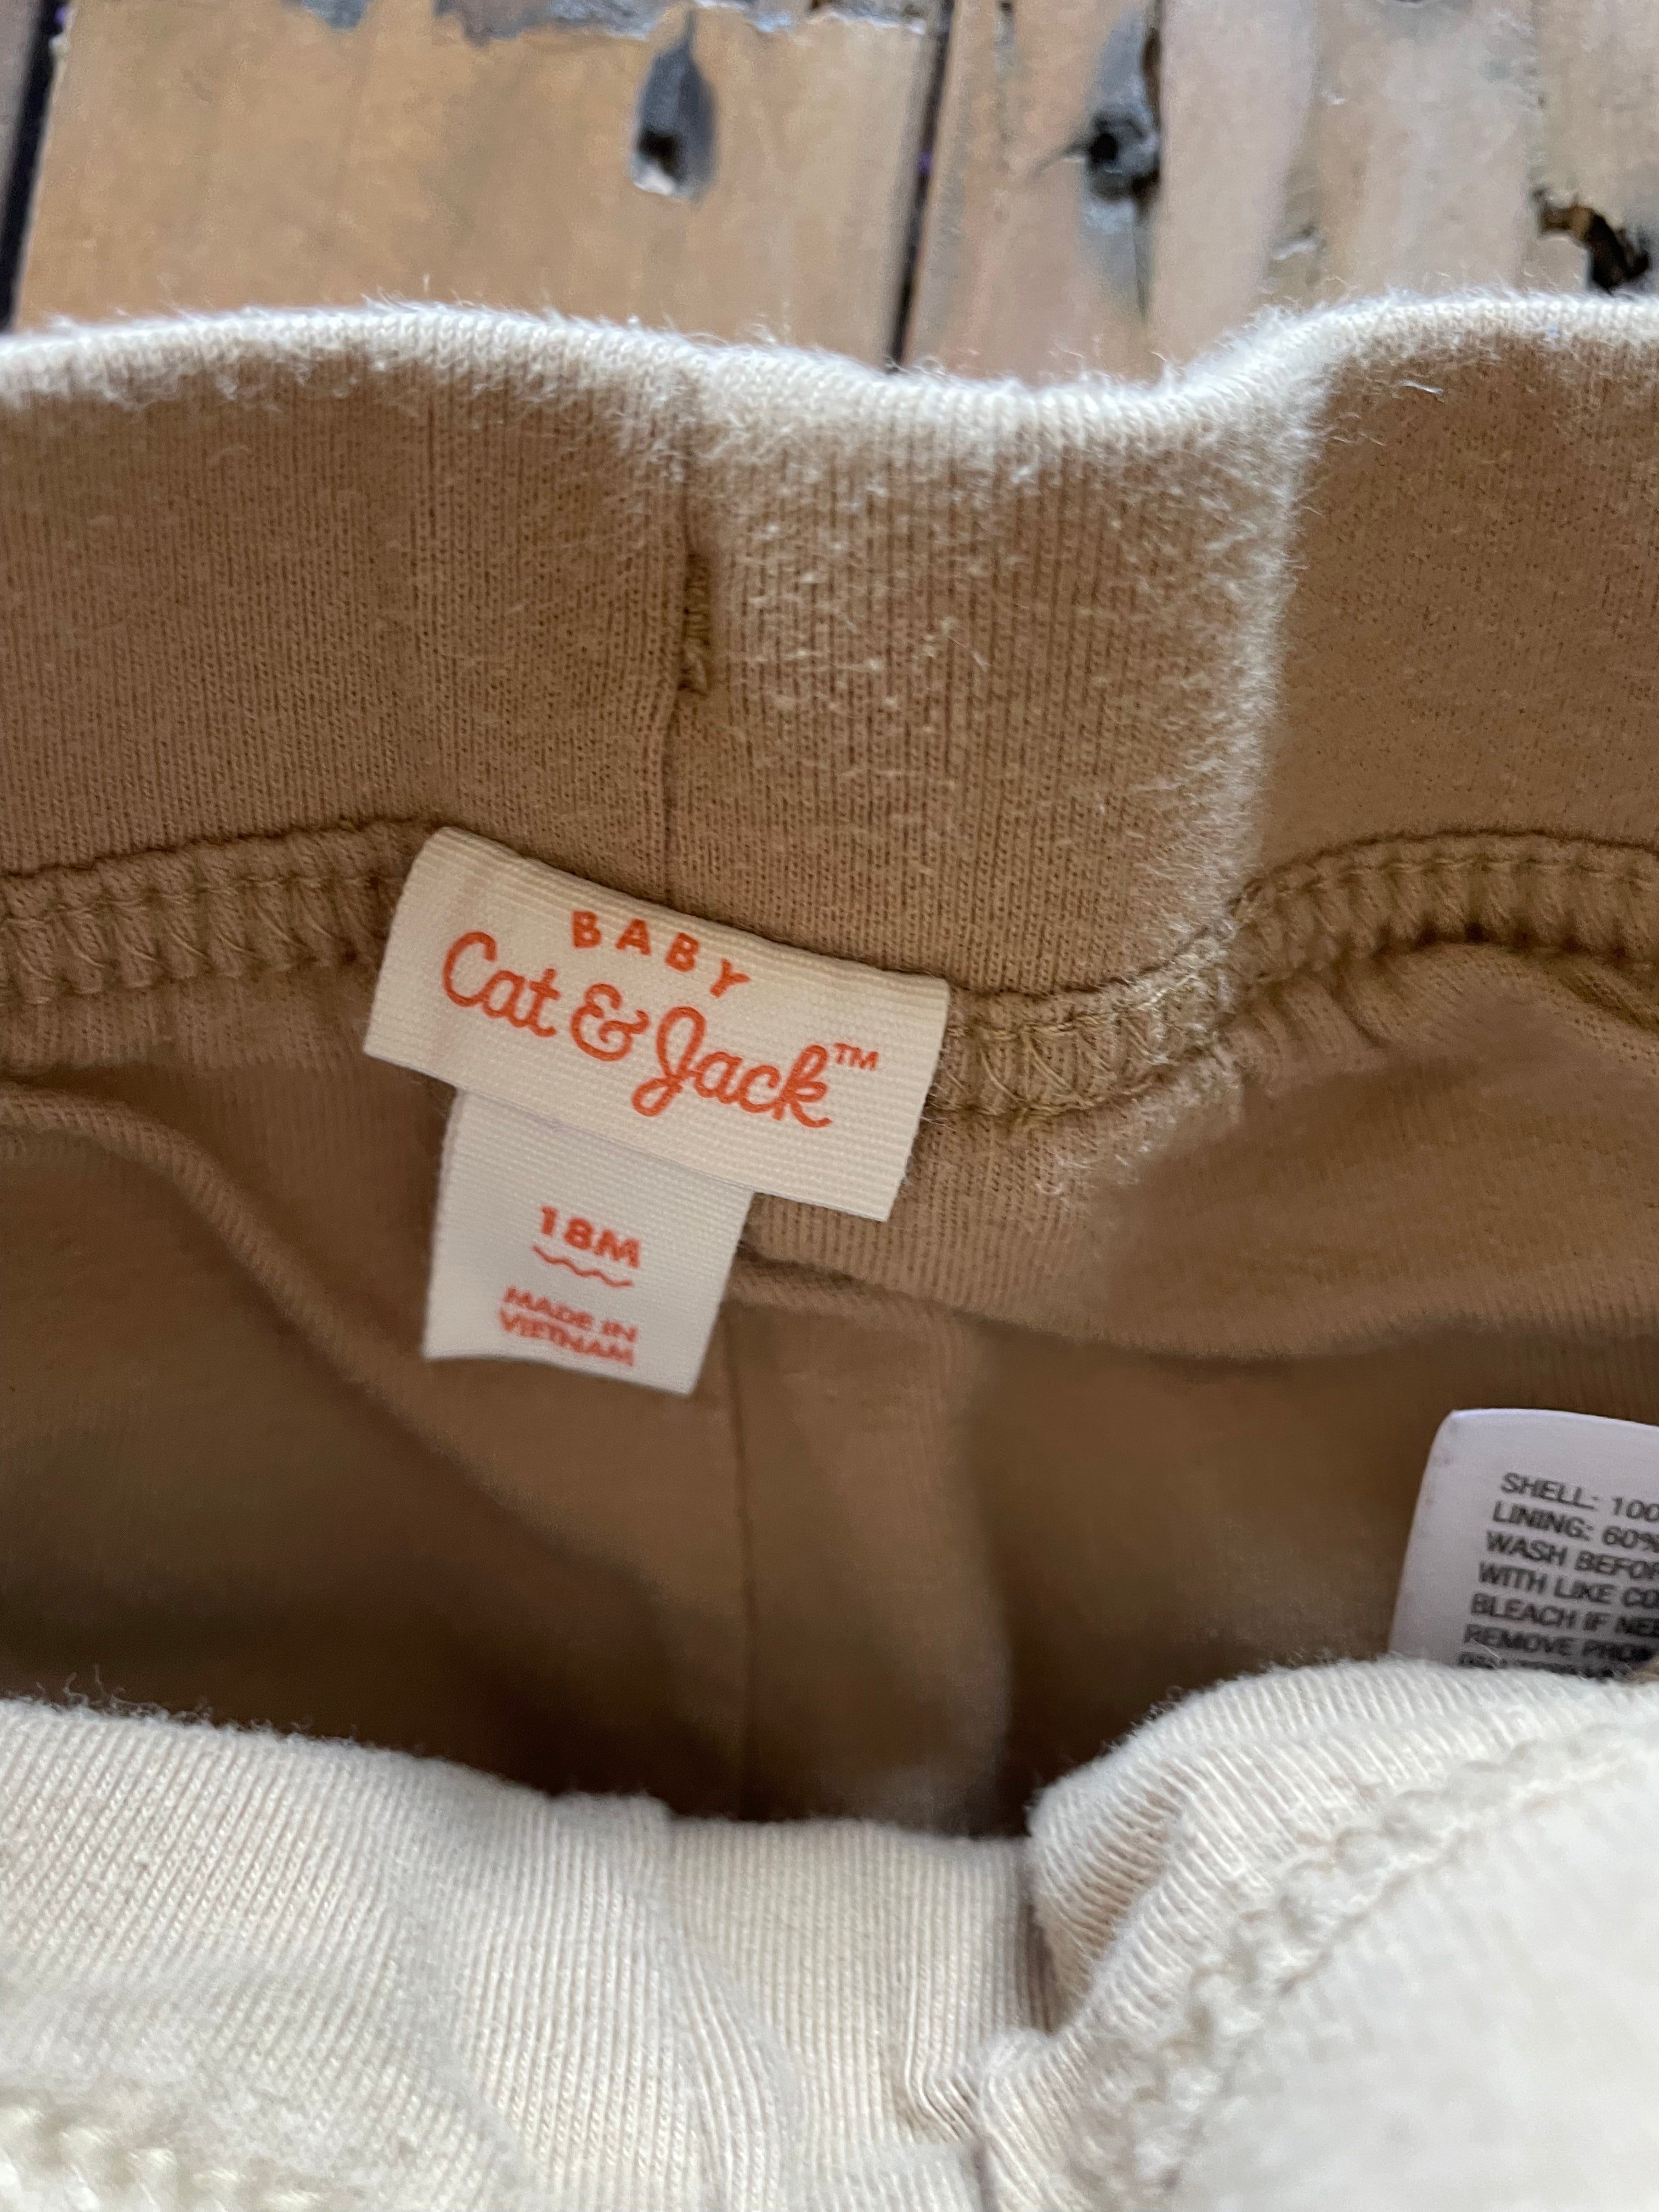 BABY
Cat & Jack™
18M
MADE IN
VIETNAM
SHELL: 100
LINING: 60%
WASH BEFOR
WITH LIKE CO
BLEACH IF NEE
REMOVE PROM